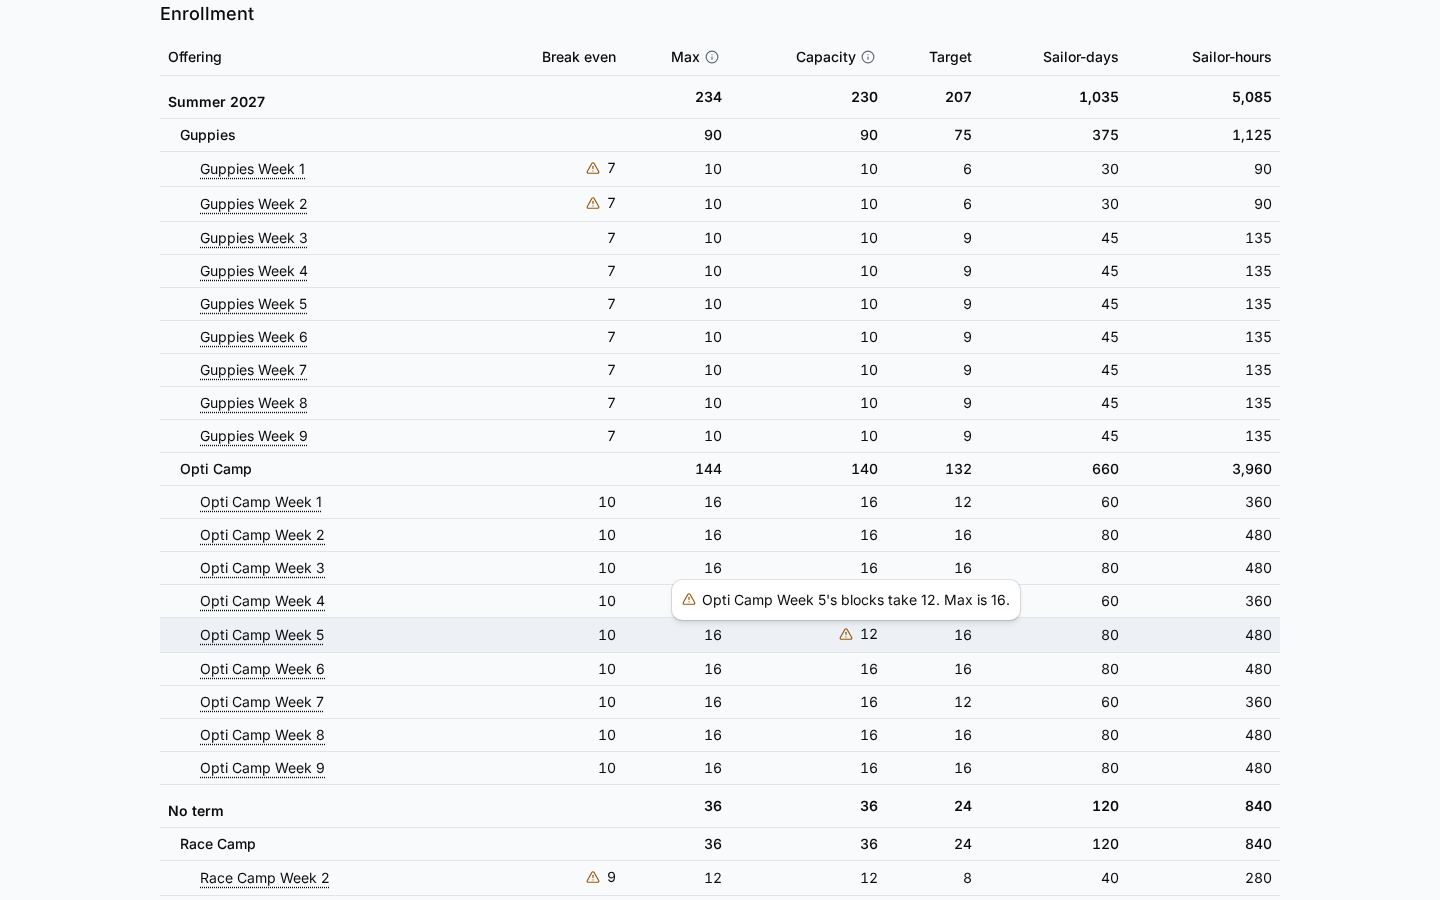 Enrollment
Offering Break even Max Capacity Target Sailor-days Sailor-hours
Summer 2027 234 230 207 1,035 5,085
Guppies 90 90 75 375 1,125
Guppies Week 1 7 10 10 6 30 90
Guppies Week 2 7 10 10 6 30 90
Guppies Week 3 7 10 10 9 45 135
Guppies Week 4 7 10 10 9 45 135
Guppies Week 5 7 10 10 9 45 135
Guppies Week 6 7 10 10 9 45 135
Guppies Week 7 7 10 10 9 45 135
Guppies Week 8 7 10 10 9 45 135
Guppies Week 9 7 10 10 9 45 135
Opti Camp 144 140 132 660 3,960
Opti Camp Week 1 10 16 16 12 60 360
Opti Camp Week 2 10 16 16 16 80 480
Opti Camp Week 3 10 16 16 16 80 480
Opti Camp Week 4 10 60 360
Opti Camp Week 5's blocks take 12. Max is 16.
Opti Camp Week 5 10 16 12 16 80 480
Opti Camp Week 6 10 16 16 16 80 480
Opti Camp Week 7 10 16 16 12 60 360
Opti Camp Week 8 10 16 16 16 80 480
Opti Camp Week 9 10 16 16 16 80 480
No term 36 36 24 120 840
Race Camp 36 36 24 120 840
Race Camp Week 2 9 12 12 8 40 280